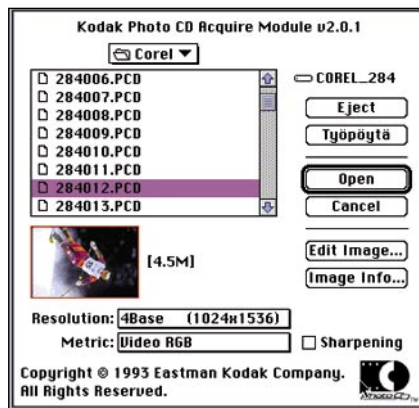 Kodak Photo CD Acquire Module v2.0.1
Corel
284006.PCD
284007.PCD
284008.PCD
284009.PCD
284010.PCD
284011.PCD
284012.PCD
284013.PCD
COREL_284
Eject
Työpöytä
Open
Cancel
[4.5M]
Edit Image...
Image Info...
Resolution: 4Base (1024x1536)
Metric: Video RGB
Sharpening
Copyright © 1993 Eastman Kodak Company.
All Rights Reserved.
Photo CD